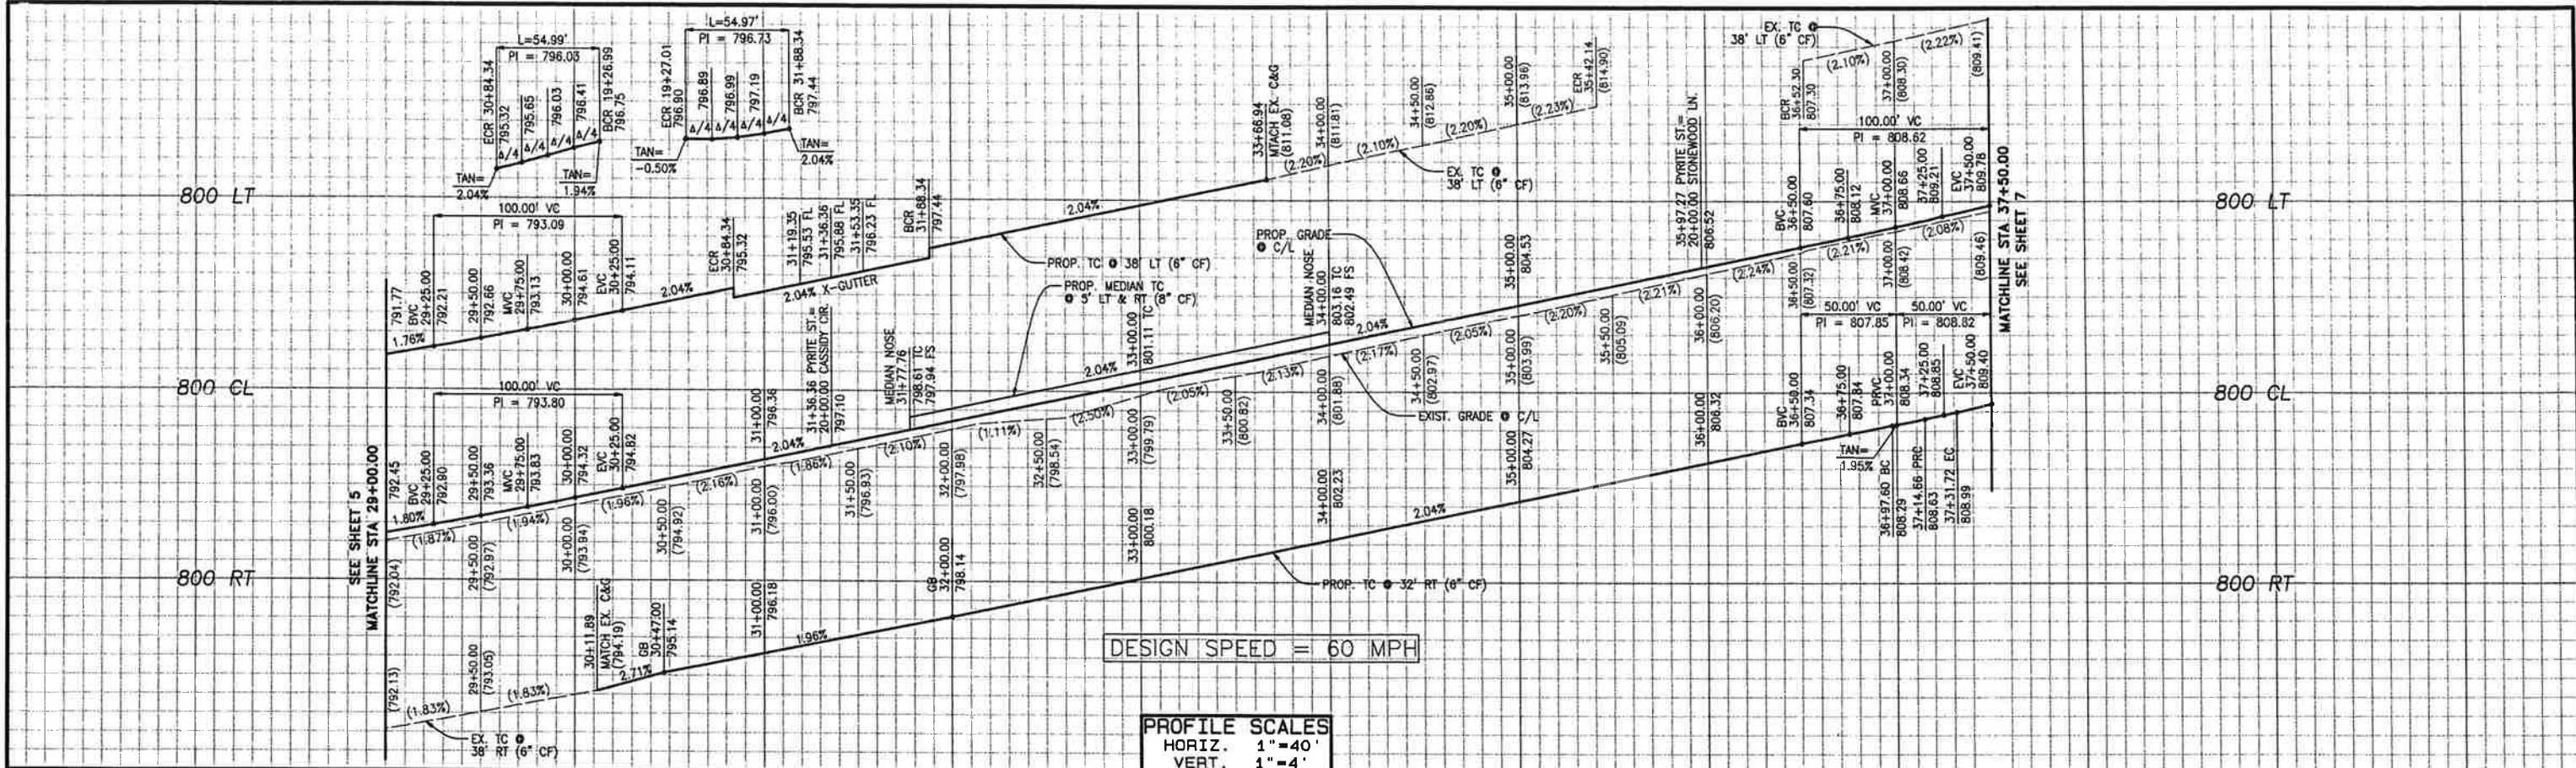 L=54.99'
PI = 796.03
ECR 30+84.34
795.32
795.65
796.03
796.41
BCR 19+26.99
796.75
Δ/4
Δ/4
Δ/4
Δ/4
TAN=
2.04%
TAN=
1.94%
L=54.97'
PI = 796.73
ECR 19+27.01
796.90
796.89
796.99
797.19
BCR 31+88.34
797.44
Δ/4
Δ/4
Δ/4
Δ/4
TAN=
-0.50%
TAN=
2.04%
800 LT
800 LT
791.77
BVC
29+25.00
792.21
100.00' VC
PI = 793.09
29+50.00
792.66
MVC
29+75.00
793.13
30+00.00
794.61
EVC
30+25.00
794.11
1.76%
2.04%
ECR
30+84.34
795.32
31+19.35
795.53 FL
31+36.36
795.88 FL
31+53.35
796.23 FL
2.04% X-GUTTER
BCR
31+88.34
797.44
2.04%
PROP. TC @ 38' LT (6" CF)
33+66.94
MTACH EX. C&G
(811.08)
34+00.00
(811.81)
34+50.00
(812.86)
35+00.00
(813.96)
ECR
35+42.14
(814.90)
(2.20%)
(2.10%)
(2.20%)
(2.23%)
EX. TC @
38' LT (6" CF)
EX. TC @
38' LT (6" CF)
BCR
36+52.30
807.30
(2.10%)
37+00.00
(808.30)
(2.22%)
(809.41)
100.00' VC
PI = 808.62
BVC
36+50.00
807.60
36+75.00
808.12
MVC
37+00.00
808.66
37+25.00
809.21
EVC
37+50.00
809.78
MATCHLINE STA 37+50.00
SEE SHEET 7
800 CL
800 CL
SEE SHEET 5
MATCHLINE STA 29+00.00
792.45
BVC
29+25.00
792.90
100.00' VC
PI = 793.80
29+50.00
793.36
MVC
29+75.00
793.83
30+00.00
794.32
EVC
30+25.00
794.82
1.80%
31+00.00
796.36
2.04%
31+36.36 PYRITE ST.=
20+00.00 CASSIDY CIR.
797.10
MEDIAN NOSE
31+77.76
798.61 TC
797.94 FS
PROP. MEDIAN TC
@ 5' LT & RT (8" CF)
2.04%
33+00.00
801.11 TC
PROP. GRADE
@ C/L
MEDIAN NOSE
34+00.00
803.16 TC
802.49 FS
2.04%
35+00.00
804.53
35+97.27 PYRITE ST.=
20+00.00 STONEWOOD LN.
806.52
(792.04)
(1.87%)
29+50.00
(792.97)
(1.94%)
30+00.00
(793.94)
(1.96%)
30+50.00
(794.92)
(2.16%)
31+00.00
(796.00)
(1.86%)
31+50.00
(796.93)
(2.10%)
32+00.00
(797.98)
(1.11%)
32+50.00
(798.54)
(2.50%)
33+00.00
(799.79)
(2.05%)
33+50.00
(800.82)
(2.13%)
34+00.00
(801.88)
(2.17%)
EXIST. GRADE @ C/L
34+50.00
(802.97)
(2.05%)
35+00.00
(803.99)
(2.20%)
35+50.00
(805.09)
(2.21%)
36+00.00
(806.20)
(2.24%)
36+50.00
(807.32)
(2.21%)
37+00.00
(808.42)
(2.08%)
(809.46)
800 RT
800 RT
(792.13)
(1.83%)
29+50.00
(793.05)
(1.83%)
EX. TC @
38' RT (6" CF)
30+11.89
MATCH EX. C&G
(794.19)
2.71%
GB
30+47.00
795.14
31+00.00
796.18
1.96%
GB
32+00.00
798.14
33+00.00
800.18
PROP. TC @ 32' RT (6" CF)
34+00.00
802.23
2.04%
35+00.00
804.27
36+00.00
806.32
50.00' VC
PI = 807.85
50.00' VC
PI = 808.82
BVC
36+50.00
807.34
36+75.00
807.84
PRVC
37+00.00
808.34
37+25.00
808.85
EVC
37+50.00
809.40
TAN=
1.95%
36+97.60 BC
808.29
37+14.66 PRC
808.63
37+31.72 EC
808.99
DESIGN SPEED = 60 MPH
PROFILE SCALES
HORIZ. 1"=40'
VERT. 1"=4'